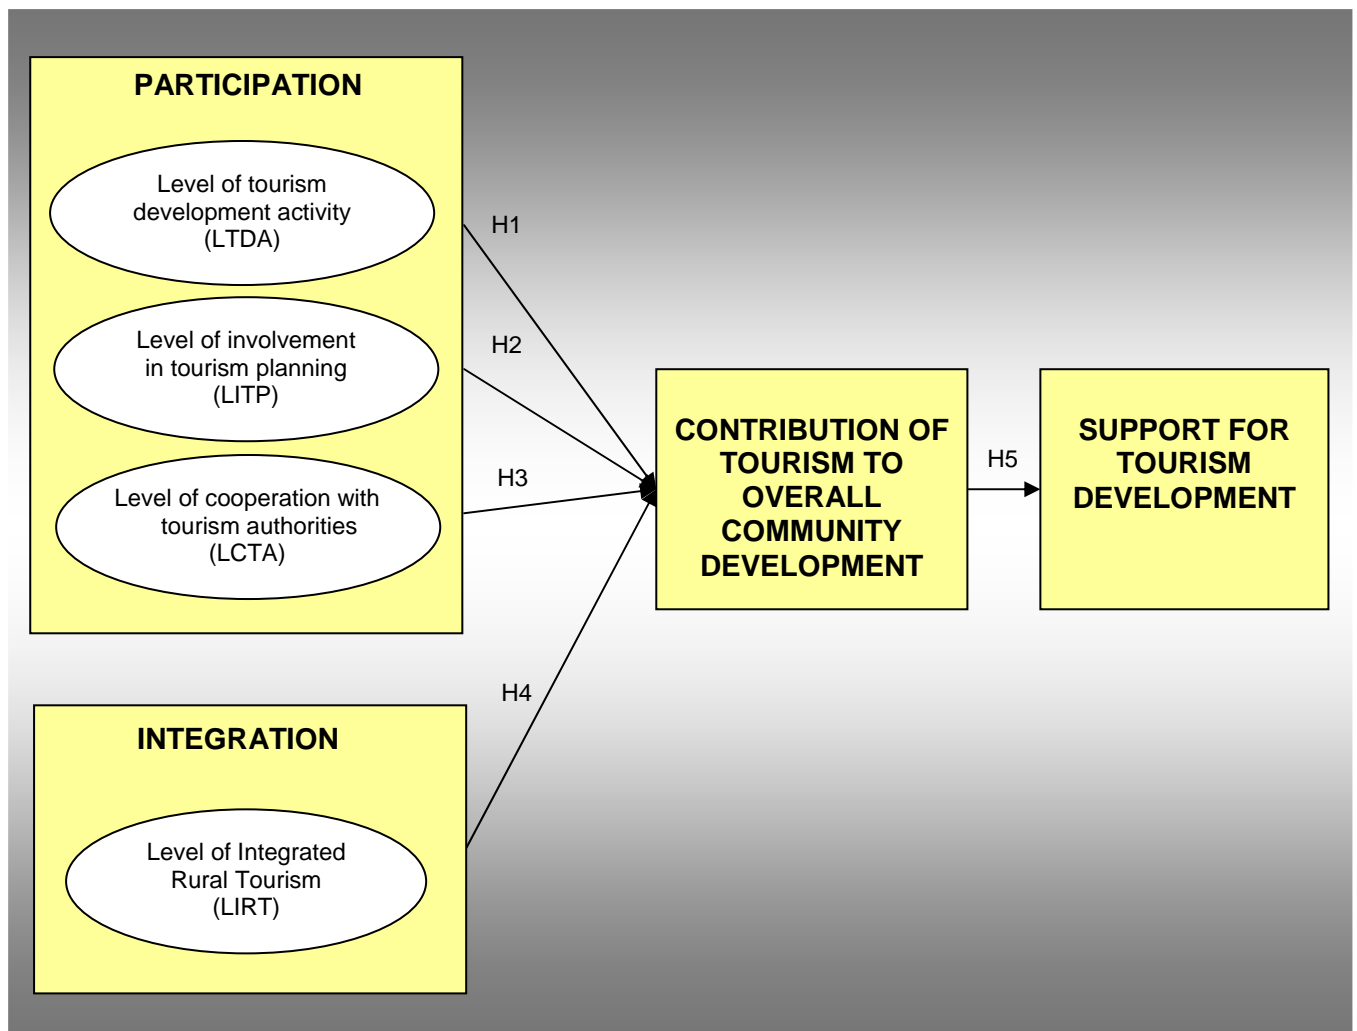 PARTICIPATION
Level of tourism
development activity
(LTDA)
Level of involvement
in tourism planning
(LITP)
Level of cooperation with
tourism authorities
(LCTA)
H1
H2
H3
H4
INTEGRATION
Level of Integrated
Rural Tourism
(LIRT)
CONTRIBUTION OF
TOURISM TO
OVERALL
COMMUNITY
DEVELOPMENT
H5
SUPPORT FOR
TOURISM
DEVELOPMENT